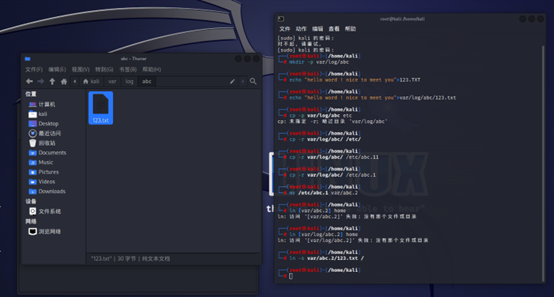 abc - Thunar
文件(F) 编辑(E) 视图(V) 转到(G) 书签(B) 帮助(H)
kali var log abc
位置
计算机
kali
Desktop
最近访问
回收站
Documents
Music
Pictures
Videos
Downloads
设备
文件系统
网络
浏览网络
123.txt
"123.txt" | 30 字节 | 纯文本文档
root@kali: /home/kali
文件 动作 编辑 查看 帮助
[sudo] kali 的密码:
对不起，请重试。
[sudo] kali 的密码:
(root㉿kali)-[/home/kali]
# mkdir -p var/log/abc
(root㉿kali)-[/home/kali]
# echo "hello word ! nice to meet you">123.TXT
(root㉿kali)-[/home/kali]
# echo "hello word ! nice to meet you">var/log/abc/123.txt
(root㉿kali)-[/home/kali]
# cp -p var/log/abc etc
cp: 未指定 -r; 略过目录 'var/log/abc'
(root㉿kali)-[/home/kali]
# cp -r var/log/abc/ /etc/
(root㉿kali)-[/home/kali]
# cp -r var/log/abc/ /etc/abc.11
(root㉿kali)-[/home/kali]
# cp -r var/log/abc/ /etc/abc.1
(root㉿kali)-[/home/kali]
# mv /etc/abc.1 var/abc.2
(root㉿kali)-[/home/kali]
# ln [var/abc.2] home
ln: 访问 '[var/abc.2]' 失败: 没有那个文件或目录
(root㉿kali)-[/home/kali]
# ln [var/log/abc.2] home
ln: 访问 '[var/log/abc.2]' 失败: 没有那个文件或目录
(root㉿kali)-[/home/kali]
# ln -s var/abc.2/123.txt /
(root㉿kali)-[/home/kali]
#